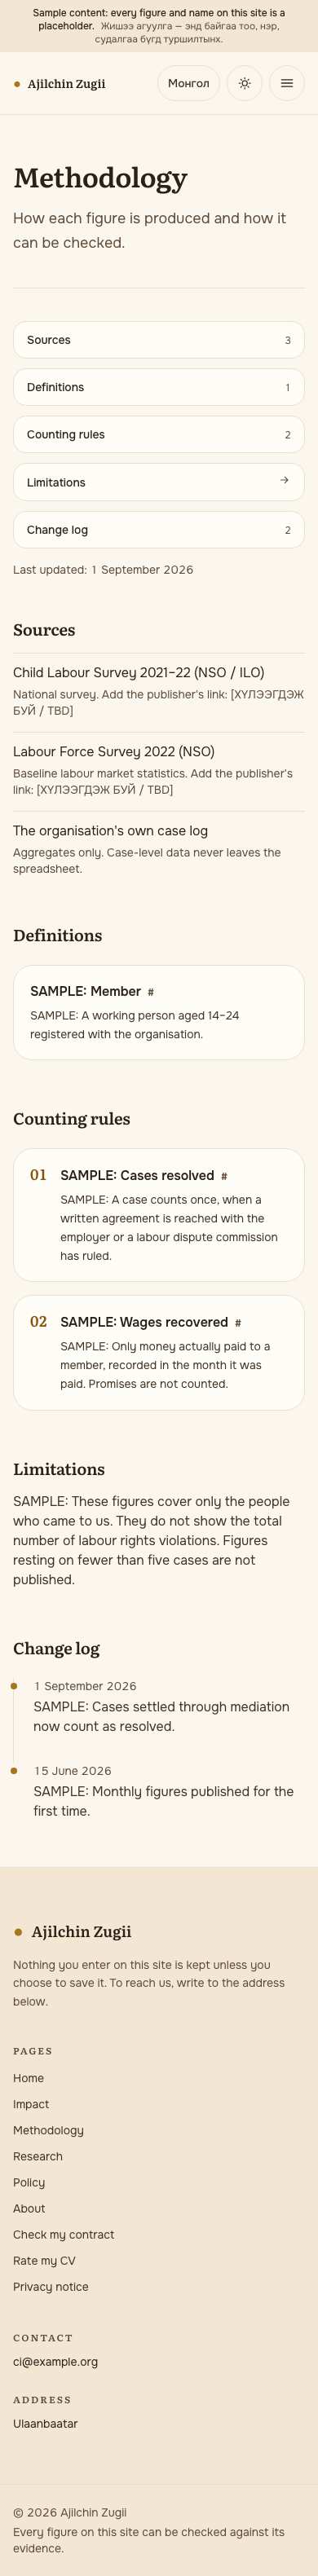 Sample content: every figure and name on this site is a
placeholder. Жишээ агуулга — энд байгаа тоо, нэр,
судалгаа бүгд туршилтынх.
Ajilchin Zugii
Монгол
Methodology
How each figure is produced and how it
can be checked.
Sources 3
Definitions 1
Counting rules 2
Limitations →
Change log 2
Last updated: 1 September 2026
Sources
Child Labour Survey 2021–22 (NSO / ILO)
National survey. Add the publisher's link: [ХҮЛЭЭГДЭЖ
БУЙ / TBD]
Labour Force Survey 2022 (NSO)
Baseline labour market statistics. Add the publisher's
link: [ХҮЛЭЭГДЭЖ БУЙ / TBD]
The organisation's own case log
Aggregates only. Case-level data never leaves the
spreadsheet.
Definitions
SAMPLE: Member #
SAMPLE: A working person aged 14–24
registered with the organisation.
Counting rules
01 SAMPLE: Cases resolved #
SAMPLE: A case counts once, when a
written agreement is reached with the
employer or a labour dispute commission
has ruled.
02 SAMPLE: Wages recovered #
SAMPLE: Only money actually paid to a
member, recorded in the month it was
paid. Promises are not counted.
Limitations
SAMPLE: These figures cover only the people
who came to us. They do not show the total
number of labour rights violations. Figures
resting on fewer than five cases are not
published.
Change log
1 September 2026
SAMPLE: Cases settled through mediation
now count as resolved.
15 June 2026
SAMPLE: Monthly figures published for the
first time.
Ajilchin Zugii
Nothing you enter on this site is kept unless you
choose to save it. To reach us, write to the address
below.
PAGES
Home
Impact
Methodology
Research
Policy
About
Check my contract
Rate my CV
Privacy notice
CONTACT
ci@example.org
ADDRESS
Ulaanbaatar
© 2026 Ajilchin Zugii
Every figure on this site can be checked against its
evidence.